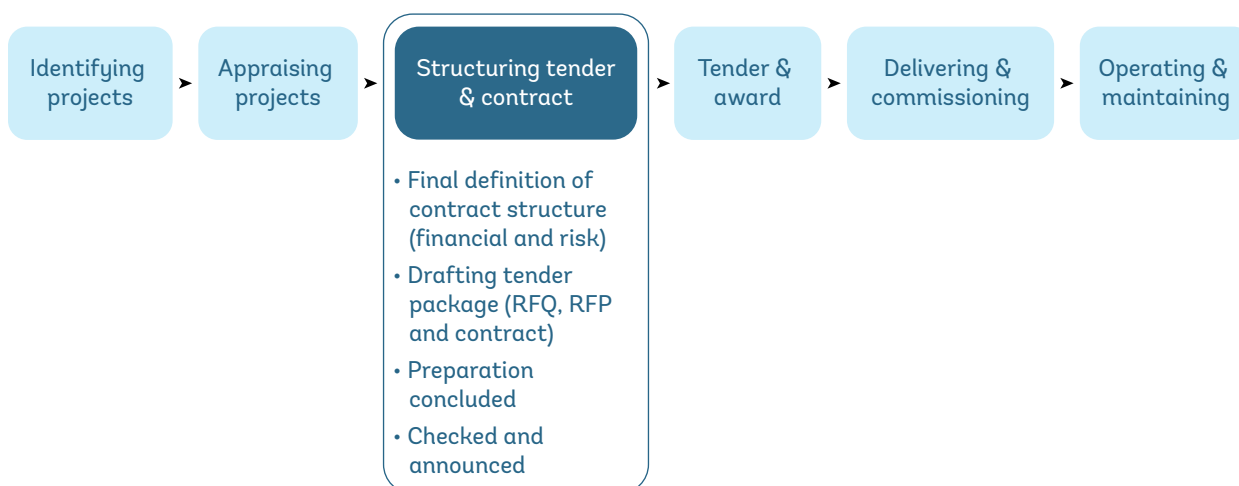 Identifying
projects
Appraising
projects
Structuring tender
& contract
Tender &
award
Delivering &
commissioning
Operating &
maintaining
• Final definition of
contract structure
(financial and risk)
• Drafting tender
package (RFQ, RFP
and contract)
• Preparation
concluded
• Checked and
announced